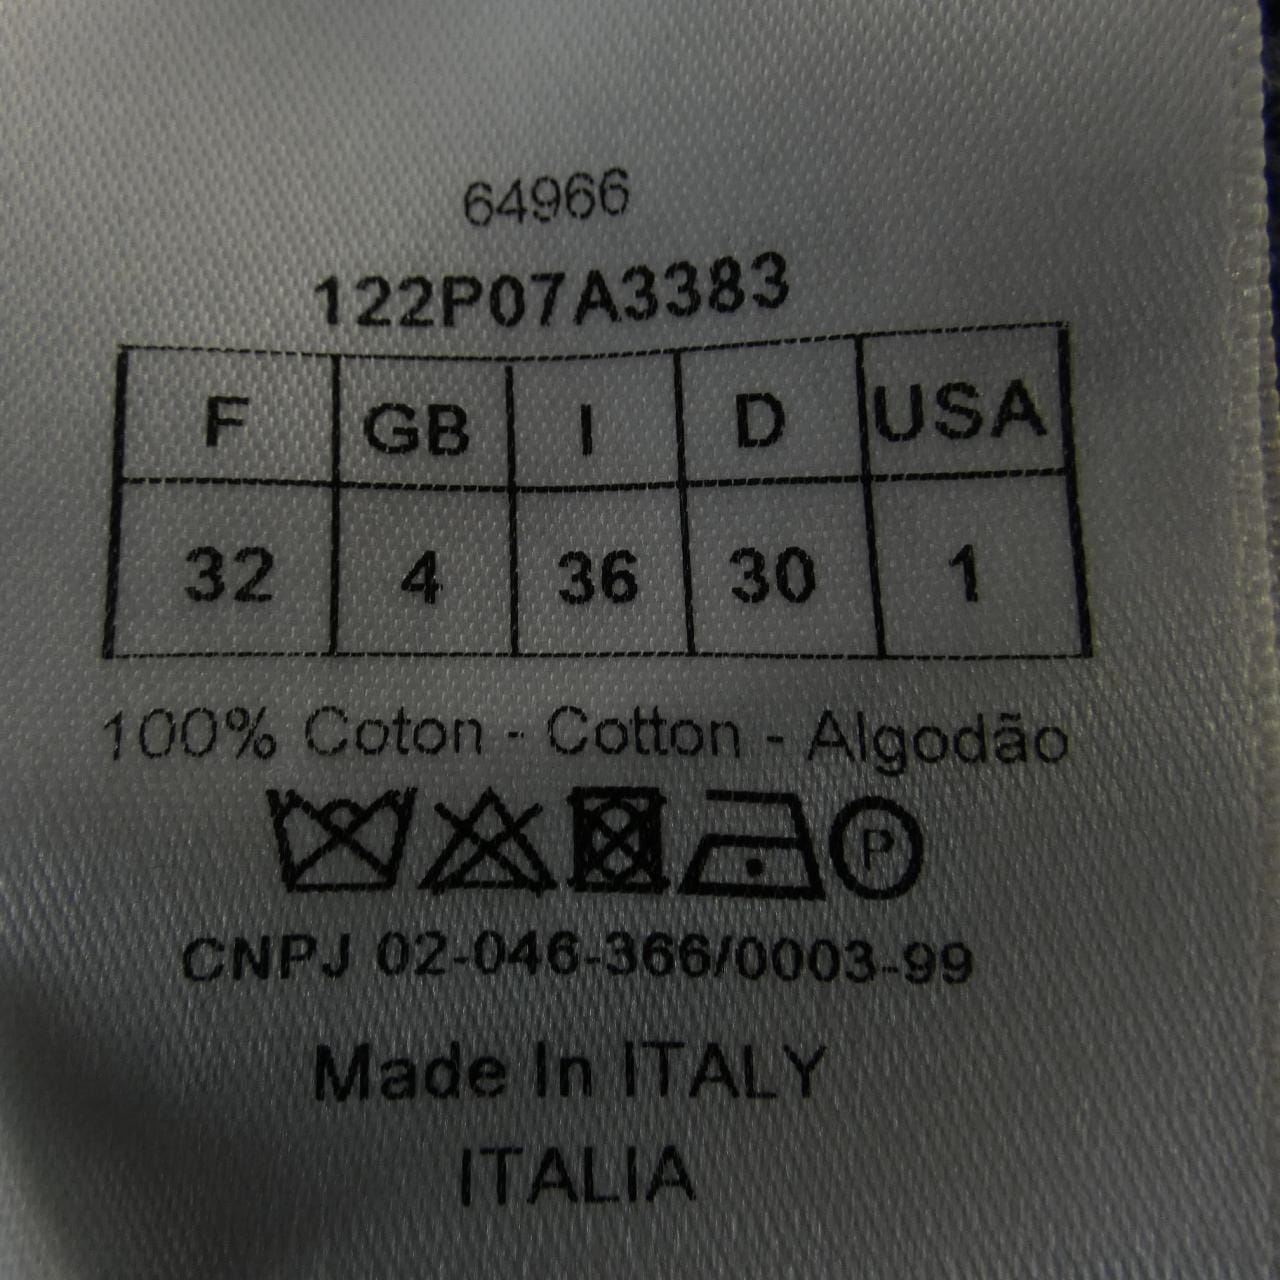 64966
122P07A3383
F GB I D USA
32 4 36 30 1
100% Coton - Cotton - Algodão
P
CNPJ 02-046-366/0003-99
Made In ITALY
ITALIA